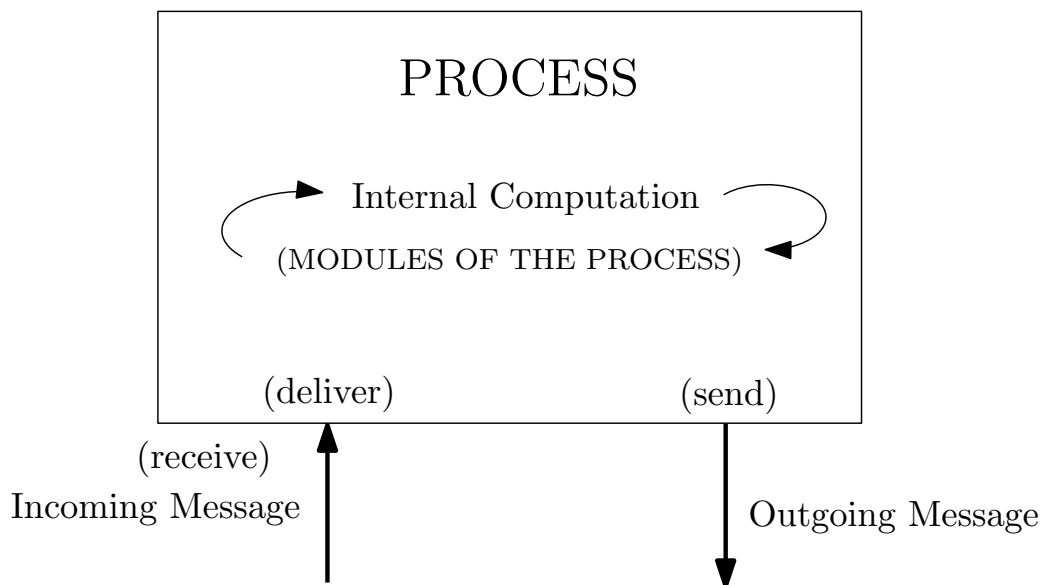 PROCESS
Internal Computation
(MODULES OF THE PROCESS)
(deliver)
(send)
(receive)
Incoming Message
Outgoing Message